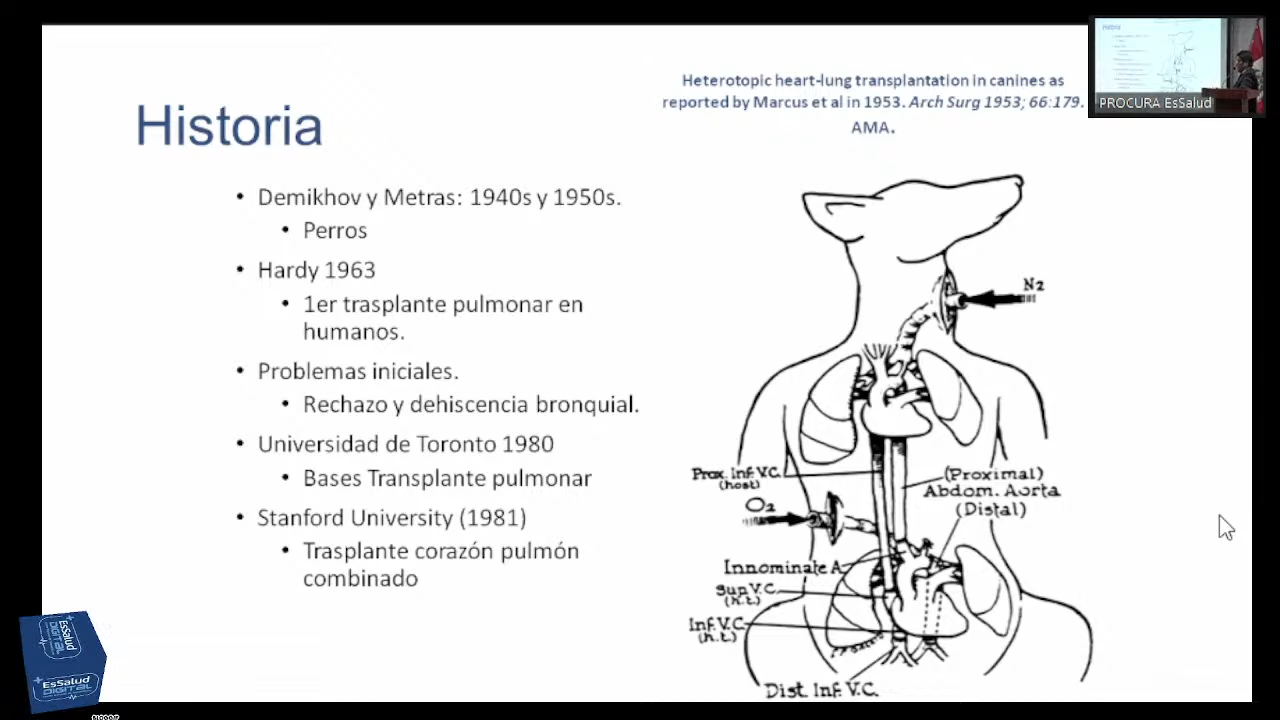 Historia
Heterotopic heart-lung transplantation in canines as
reported by Marcus et al in 1953. Arch Surg 1953; 66:179.
AMA.
PROCURA EsSalud
• Demikhov y Metras: 1940s y 1950s.
• Perros
• Hardy 1963
• 1er trasplante pulmonar en
humanos.
• Problemas iniciales.
• Rechazo y dehiscencia bronquial.
• Universidad de Toronto 1980
• Bases Transplante pulmonar
• Stanford University (1981)
• Trasplante corazón pulmón
combinado
N2
Prox. Inf. V.C.
(host)
(Proximal)
Abdom. Aorta
(Distal)
O2
Innominate A.
Sup V.C.
(h.t.)
Inf. V.C.
(h.t.)
Dist. Inf. V.C.
EsSalud
DIGITAL
+EsSalud
DIGITAL